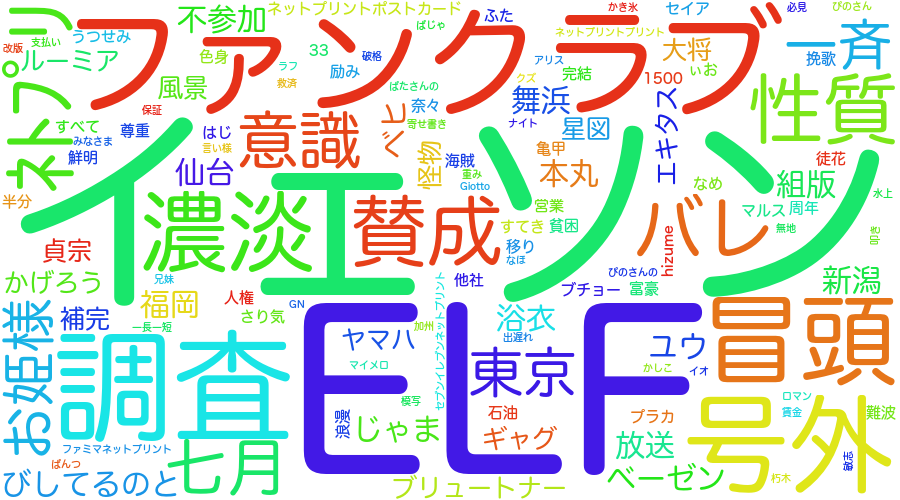 ネットプリントポストカード
ふた
セイア
かき氷
必見
ぴのさん
不参加
ぱじゃ
ネットプリントプリント
ファンクラブ
一斉
ネトプリ
うつせみ
改版
支払い
ルーミア
色身
33
ラフ
励み
破格
アリス
完結
大将
挽歌
いお
1500
救済
ぱたさんの
クズ
風景
保証
奈々
寄せ書き
舞浜
ナイト
星図
エキタス
性質
すべて
みなさま
尊重
はじ
言い様
意識
ベヒ
鮮明
仙台
怪物
海賊
重み
Giotto
亀甲
本丸
なめ
組版
徒花
水上
半分
イエソン
濃淡
賛成
すてき
営業
貧困
バレン
マルス
周年
無地
叩き
貞宗
移り
なほ
hizume
かげろう
兄妹
他社
ぴのさんの
ブチョー
富豪
新潟
お姫様
補完
福岡
人権
さり気
GN
一長一短
加州
セブンイレブンネットプリント
浴衣
出遅れ
ユウ
かしこ
イオ
冒頭
調査
ヤマハ
マイメロ
ELF
東京
模写
浪漫
じゃま
石油
ギャグ
プラカ
放送
ロマン
賃金
難波
号外
ファミマネットプリント
ぱんつ
七月
びしてるのと
ブリュートナー
ベーゼン
敏志
朽木